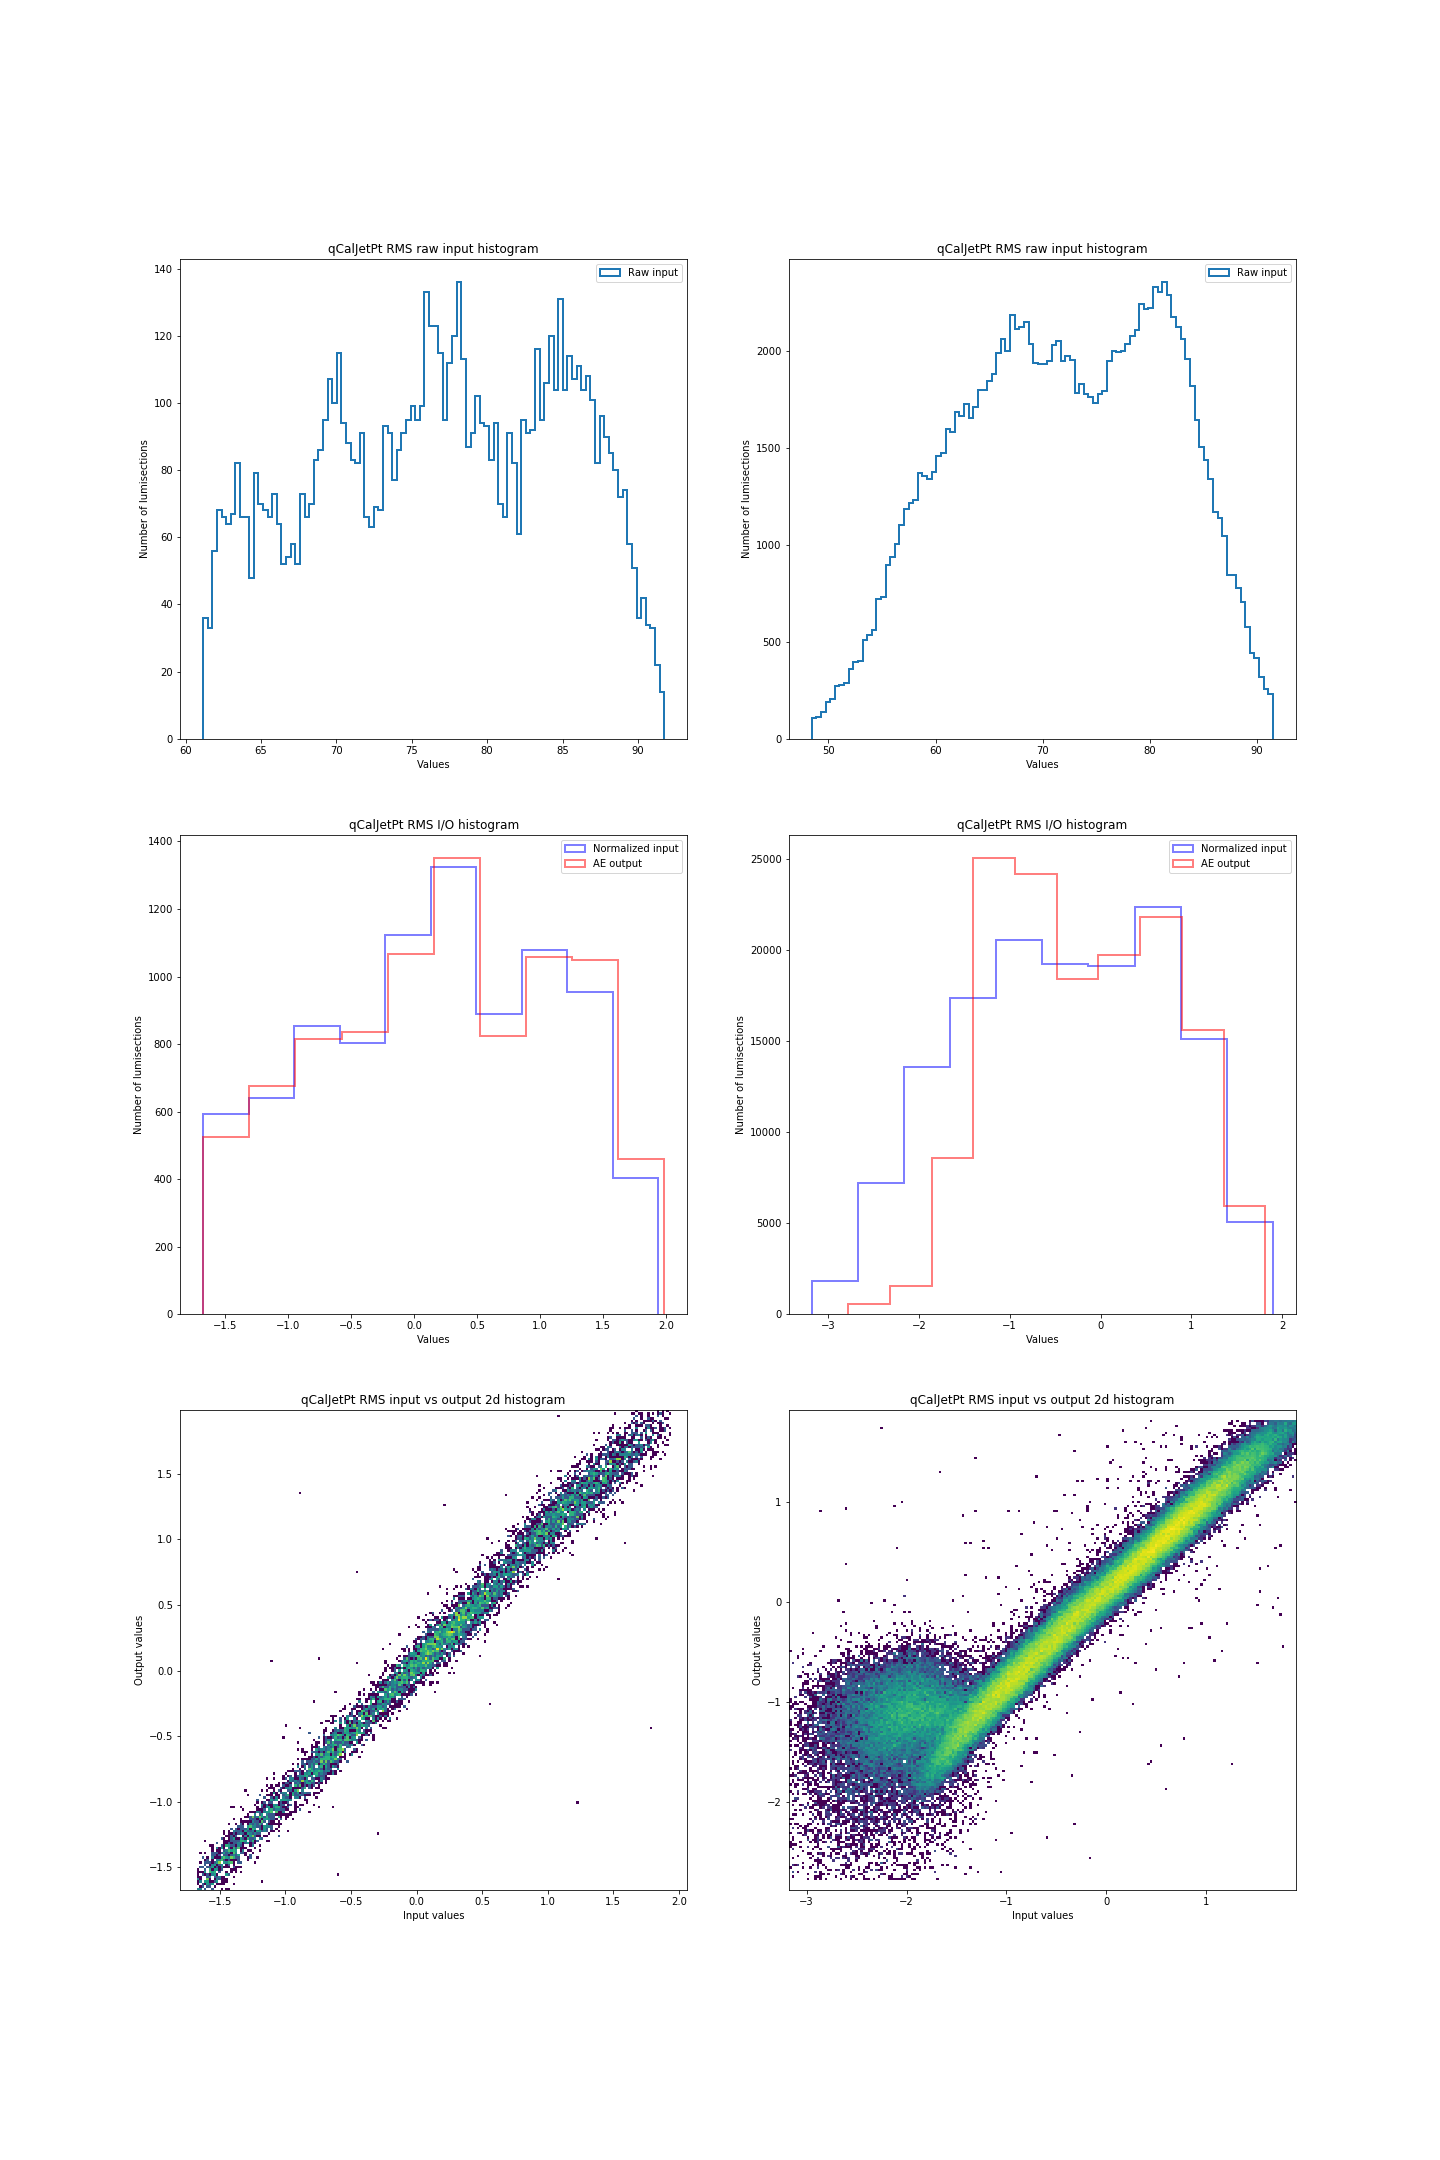 qCalJetPt RMS raw input histogram
Raw input
140
120
100
80
60
40
20
0
Number of lumisections
60 65 70 75 80 85 90
Values
qCalJetPt RMS raw input histogram
Raw input
2000
1500
1000
500
0
Number of lumisections
50 60 70 80 90
Values
qCalJetPt RMS I/O histogram
Normalized input
AE output
1400
1200
1000
800
600
400
200
0
Number of lumisections
−1.5 −1.0 −0.5 0.0 0.5 1.0 1.5 2.0
Values
qCalJetPt RMS I/O histogram
Normalized input
AE output
25000
20000
15000
10000
5000
0
Number of lumisections
−3 −2 −1 0 1 2
Values
qCalJetPt RMS input vs output 2d histogram
1.5
1.0
0.5
0.0
−0.5
−1.0
−1.5
Output values
−1.5 −1.0 −0.5 0.0 0.5 1.0 1.5 2.0
Input values
qCalJetPt RMS input vs output 2d histogram
1
0
−1
−2
Output values
−3 −2 −1 0 1
Input values